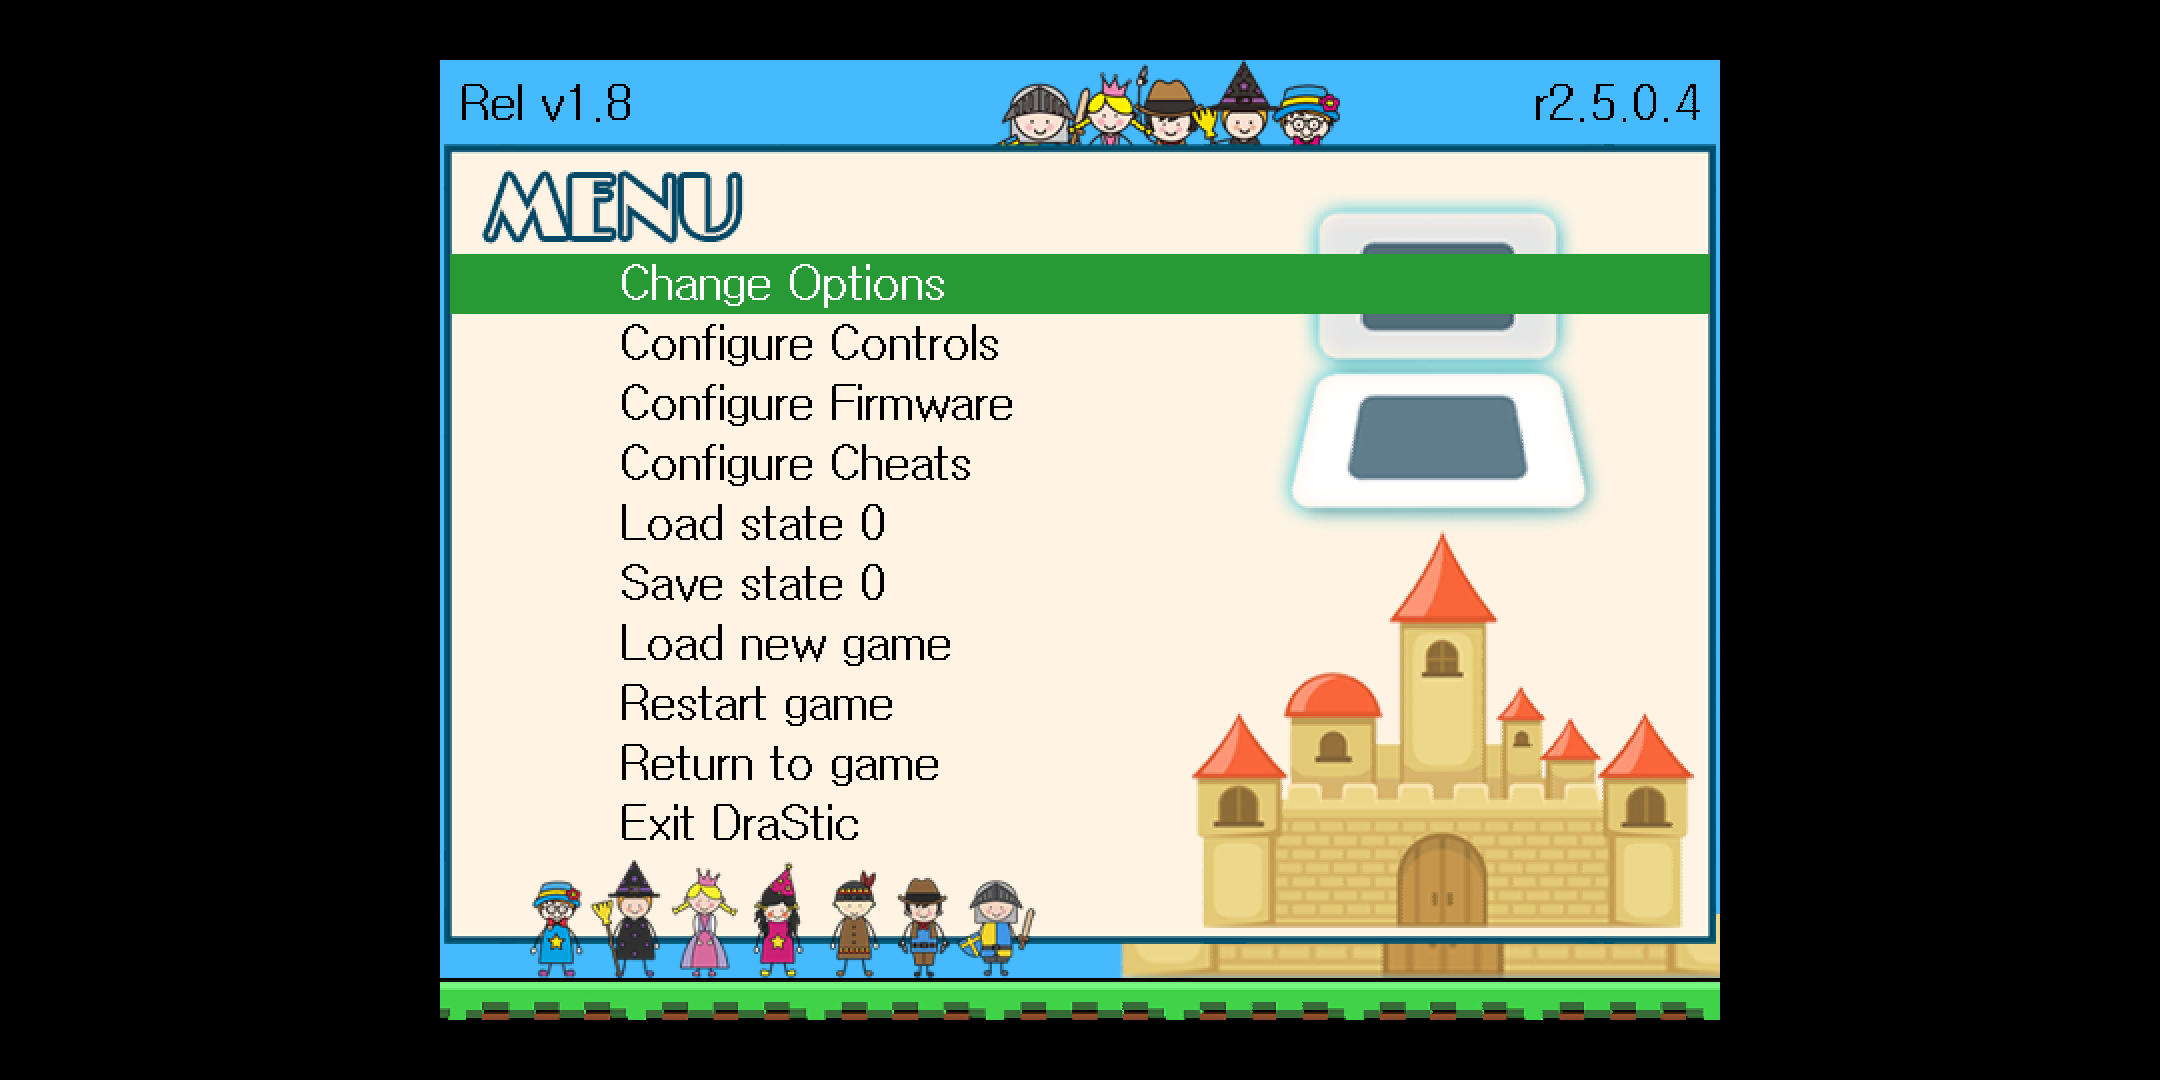 Rel v1.8
r2.5.0.4
MENU
Change Options
Configure Controls
Configure Firmware
Configure Cheats
Load state 0
Save state 0
Load new game
Restart game
Return to game
Exit DraStic